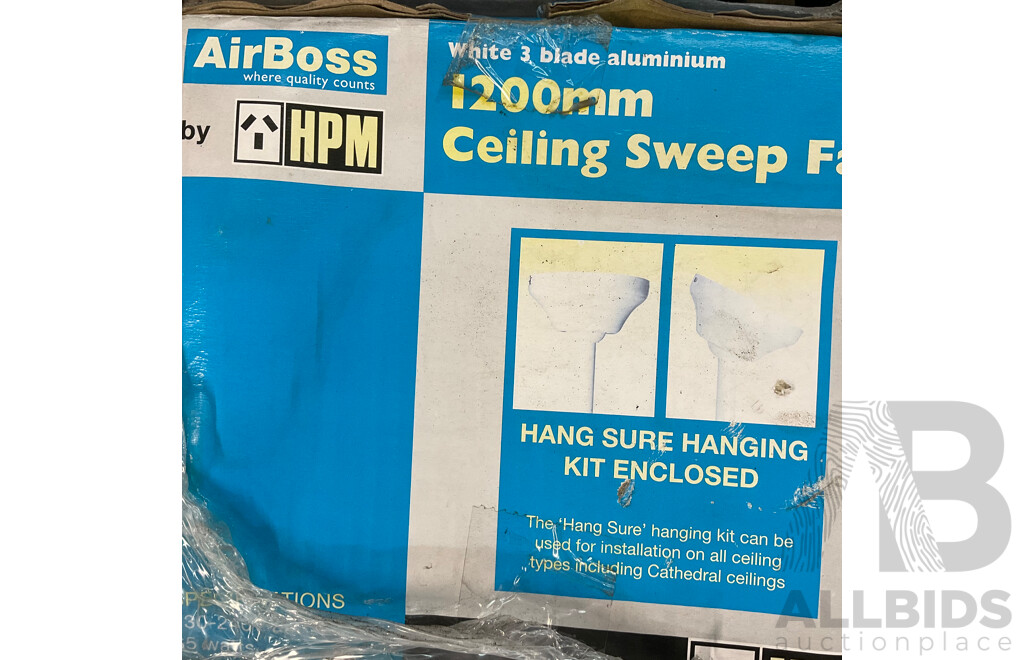 AirBoss
where quality counts
by
HPM
White 3 blade aluminium
1200mm
Ceiling Sweep
HANG SURE HANGING
KIT ENCLOSED
The 'Hang Sure' hanging kit can be
used for installation on all ceiling
types including Cathedral ceilings
AB
ALLBIDS
auctionplace